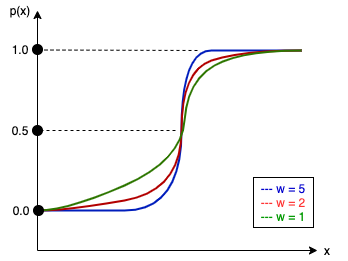 p(x)
1.0
0.5
0.0
--- w = 5
--- w = 2
--- w = 1
x